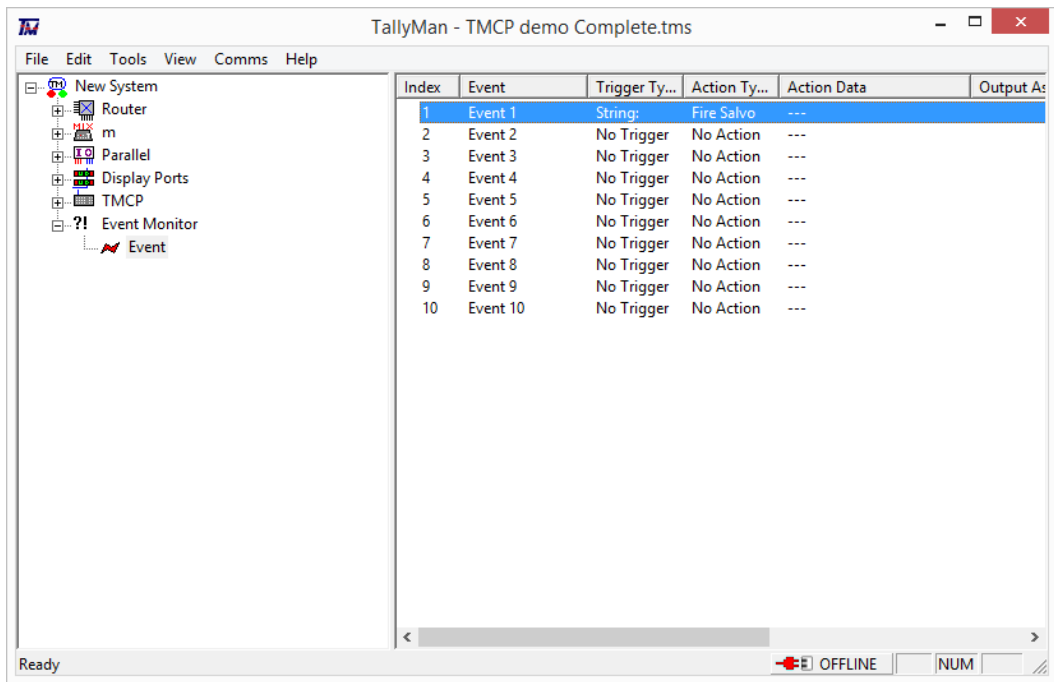 TallyMan - TMCP demo Complete.tms
File Edit Tools View Comms Help
New System
Router
m
Parallel
Display Ports
TMCP
?! Event Monitor
Event
Index Event Trigger Ty... Action Ty... Action Data Output As
1 Event 1 String: Fire Salvo ---
2 Event 2 No Trigger No Action ---
3 Event 3 No Trigger No Action ---
4 Event 4 No Trigger No Action ---
5 Event 5 No Trigger No Action ---
6 Event 6 No Trigger No Action ---
7 Event 7 No Trigger No Action ---
8 Event 8 No Trigger No Action ---
9 Event 9 No Trigger No Action ---
10 Event 10 No Trigger No Action ---
Ready OFFLINE NUM